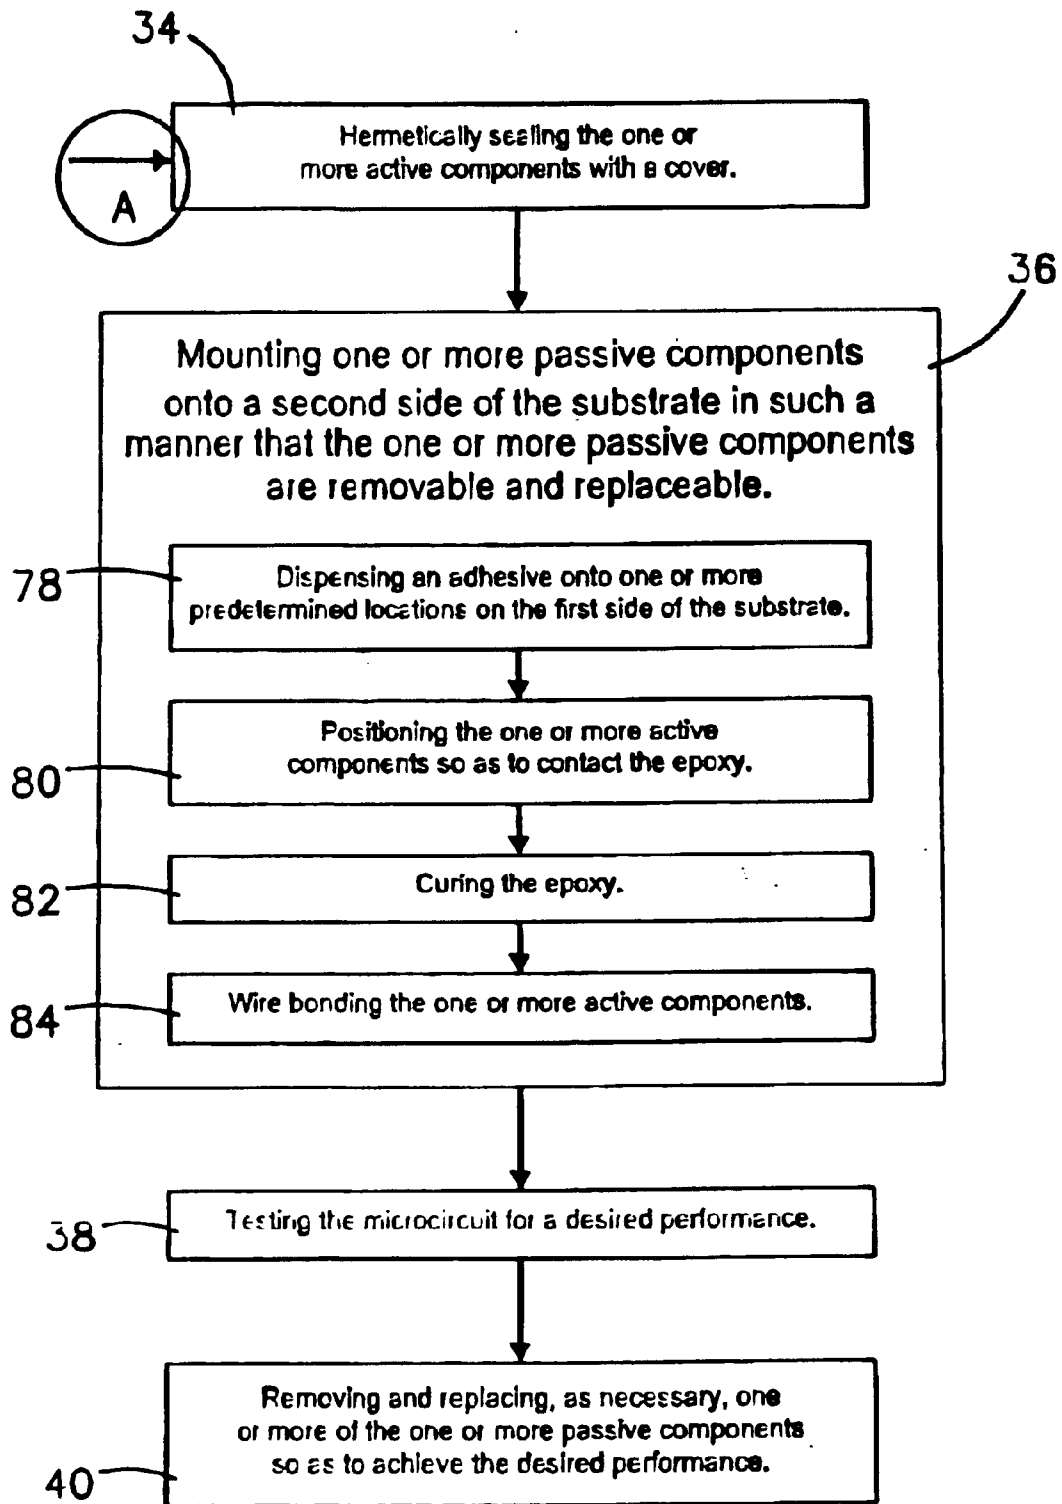 34
Hermetically sealing the one or
more active components with a cover.
A
36
Mounting one or more passive components
onto a second side of the substrate in such a
manner that the one or more passive components
are removable and replaceable.
78
Dispensing an adhesive onto one or more
predetermined locations on the first side of the substrate.
80
Positioning the one or more active
components so as to contact the epoxy.
82
Curing the epoxy.
84
Wire bonding the one or more active components.
38
Testing the microcircuit for a desired performance.
40
Removing and replacing, as necessary, one
or more of the one or more passive components
so as to achieve the desired performance.